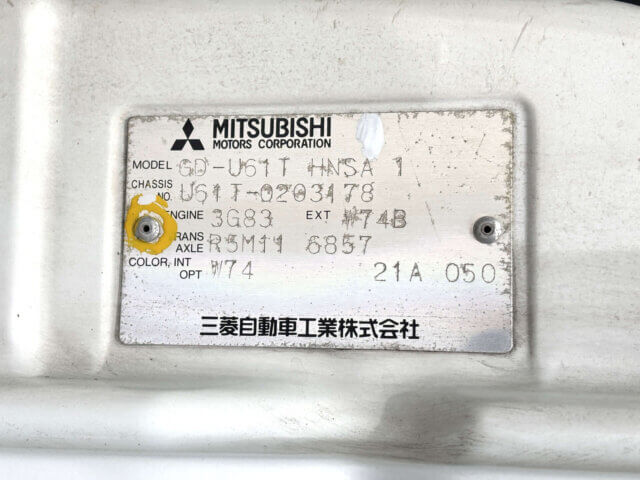 MITSUBISHI
MOTORS CORPORATION
MODEL GD-U61T HNSA 1
CHASSIS NO. U61T-0203178
ENGINE 3G83 EXT W74B
TRANS AXLE R5M11 6857
COLOR, INT OPT W74 21A 050
三菱自動車工業株式会社